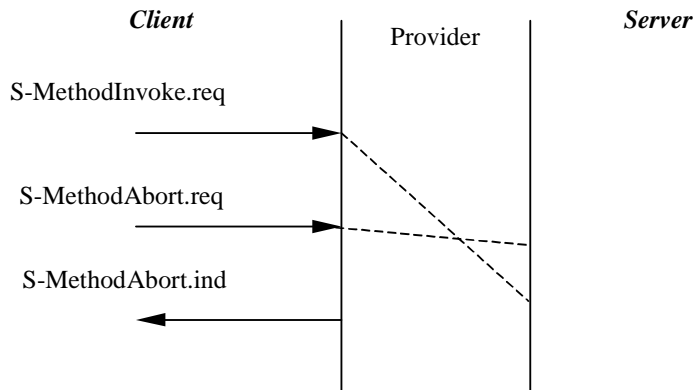 Client
Provider
Server
S-MethodInvoke.req
S-MethodAbort.req
S-MethodAbort.ind